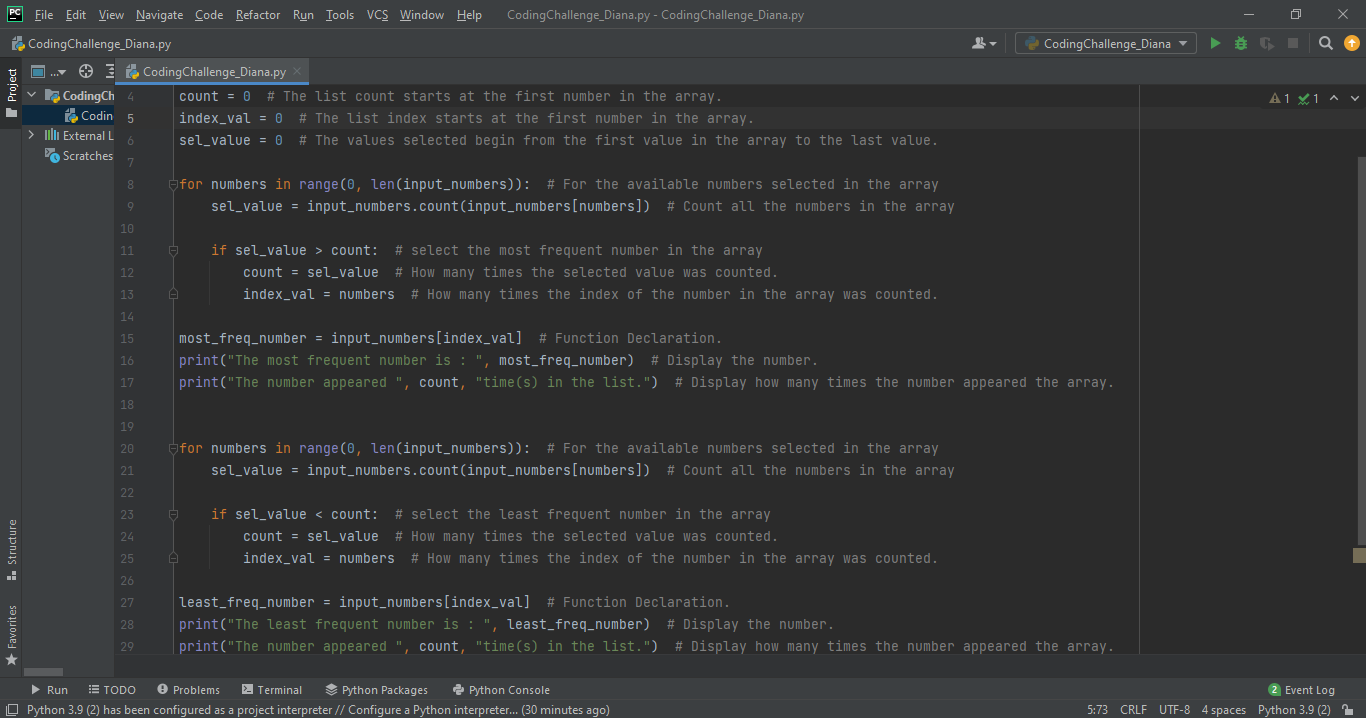 PC File Edit View Navigate Code Refactor Run Tools VCS Window Help CodingChallenge_Diana.py - CodingChallenge_Diana.py
CodingChallenge_Diana.py CodingChallenge_Diana
Project ... CodingChallenge_Diana.py
CodingCh
Codin
External L
Scratches
1 1
4 count = 0  # The list count starts at the first number in the array.
5 index_val = 0  # The list index starts at the first number in the array.
6 sel_value = 0  # The values selected begin from the first value in the array to the last value.
7
8 for numbers in range(0, len(input_numbers)):  # For the available numbers selected in the array
9     sel_value = input_numbers.count(input_numbers[numbers])  # Count all the numbers in the array
10
11     if sel_value > count:  # select the most frequent number in the array
12         count = sel_value  # How many times the selected value was counted.
13         index_val = numbers  # How many times the index of the number in the array was counted.
14
15 most_freq_number = input_numbers[index_val]  # Function Declaration.
16 print("The most frequent number is : ", most_freq_number)  # Display the number.
17 print("The number appeared ", count, "time(s) in the list.")  # Display how many times the number appeared the array.
18
19
20 for numbers in range(0, len(input_numbers)):  # For the available numbers selected in the array
21     sel_value = input_numbers.count(input_numbers[numbers])  # Count all the numbers in the array
22
23     if sel_value < count:  # select the least frequent number in the array
24         count = sel_value  # How many times the selected value was counted.
25         index_val = numbers  # How many times the index of the number in the array was counted.
26
27 least_freq_number = input_numbers[index_val]  # Function Declaration.
28 print("The least frequent number is : ", least_freq_number)  # Display the number.
29 print("The number appeared ", count, "time(s) in the list.")  # Display how many times the number appeared the array.
Structure
Favorites
Run TODO Problems Terminal Python Packages Python Console 2 Event Log
Python 3.9 (2) has been configured as a project interpreter // Configure a Python interpreter... (30 minutes ago) 5:73 CRLF UTF-8 4 spaces Python 3.9 (2)